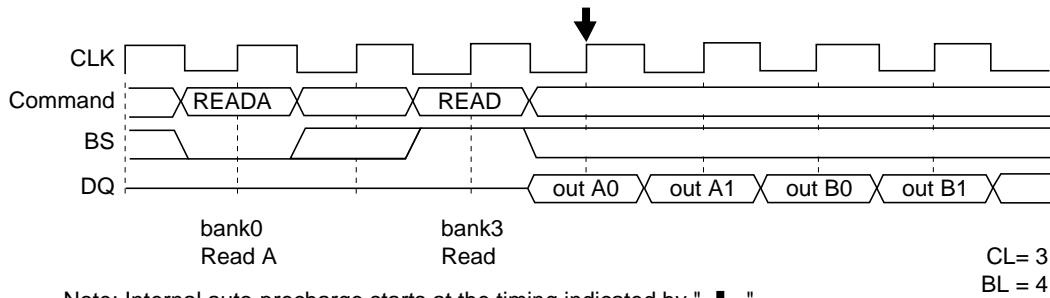 CLK
Command READA READ
BS
DQ out A0 out A1 out B0 out B1
bank0 bank3
Read A Read
CL= 3
BL = 4
Note: Internal auto-precharge starts at the timing indicated by " ".